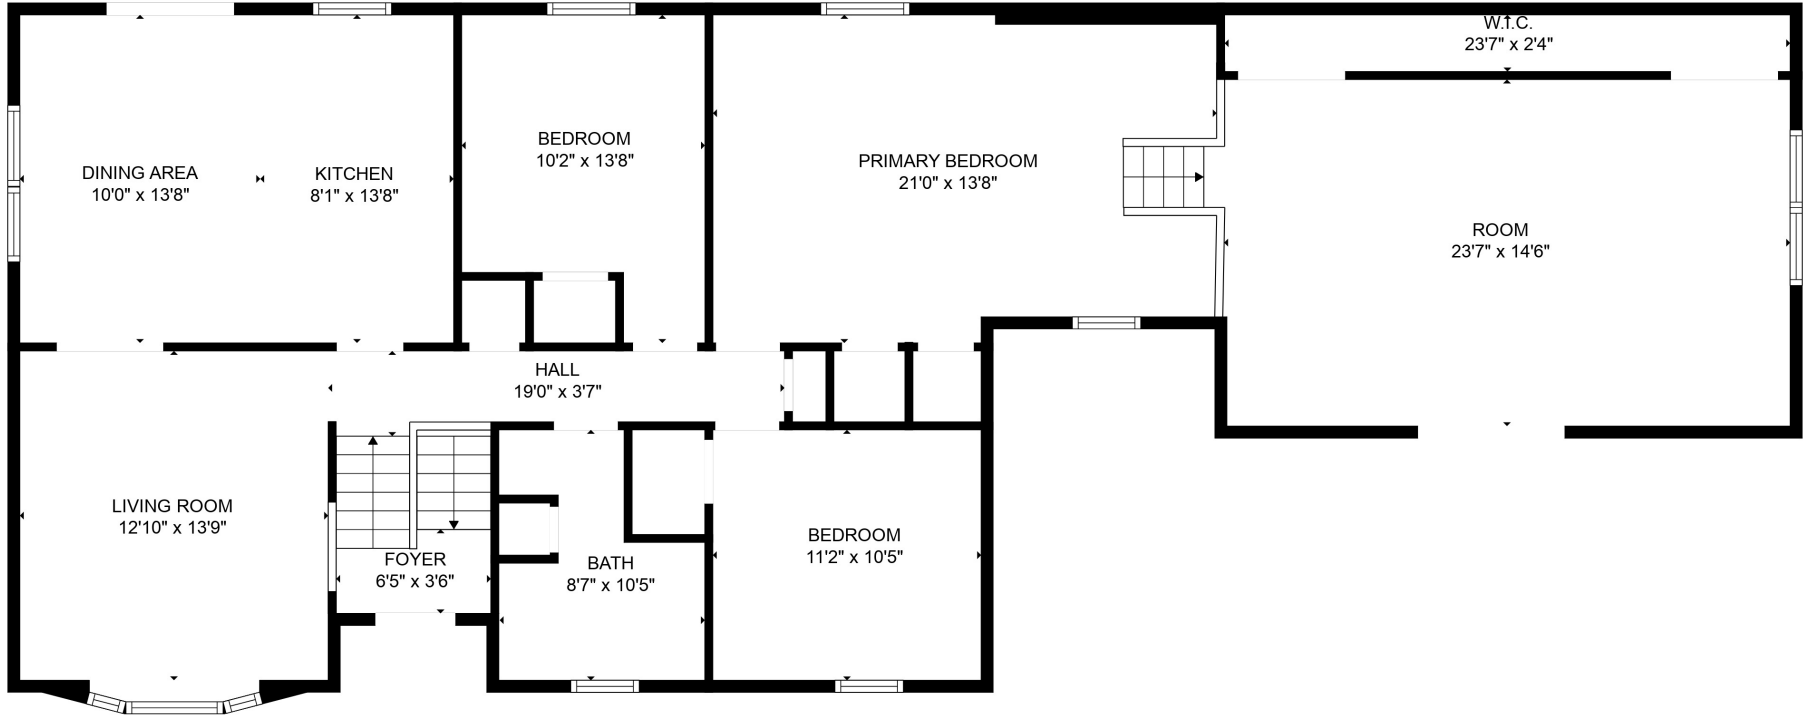 W.I.C.
23'7" x 2'4"
BEDROOM
10'2" x 13'8"
PRIMARY BEDROOM
21'0" x 13'8"
DINING AREA
10'0" x 13'8"
KITCHEN
8'1" x 13'8"
ROOM
23'7" x 14'6"
HALL
19'0" x 3'7"
LIVING ROOM
12'10" x 13'9"
FOYER
6'5" x 3'6"
BATH
8'7" x 10'5"
BEDROOM
11'2" x 10'5"